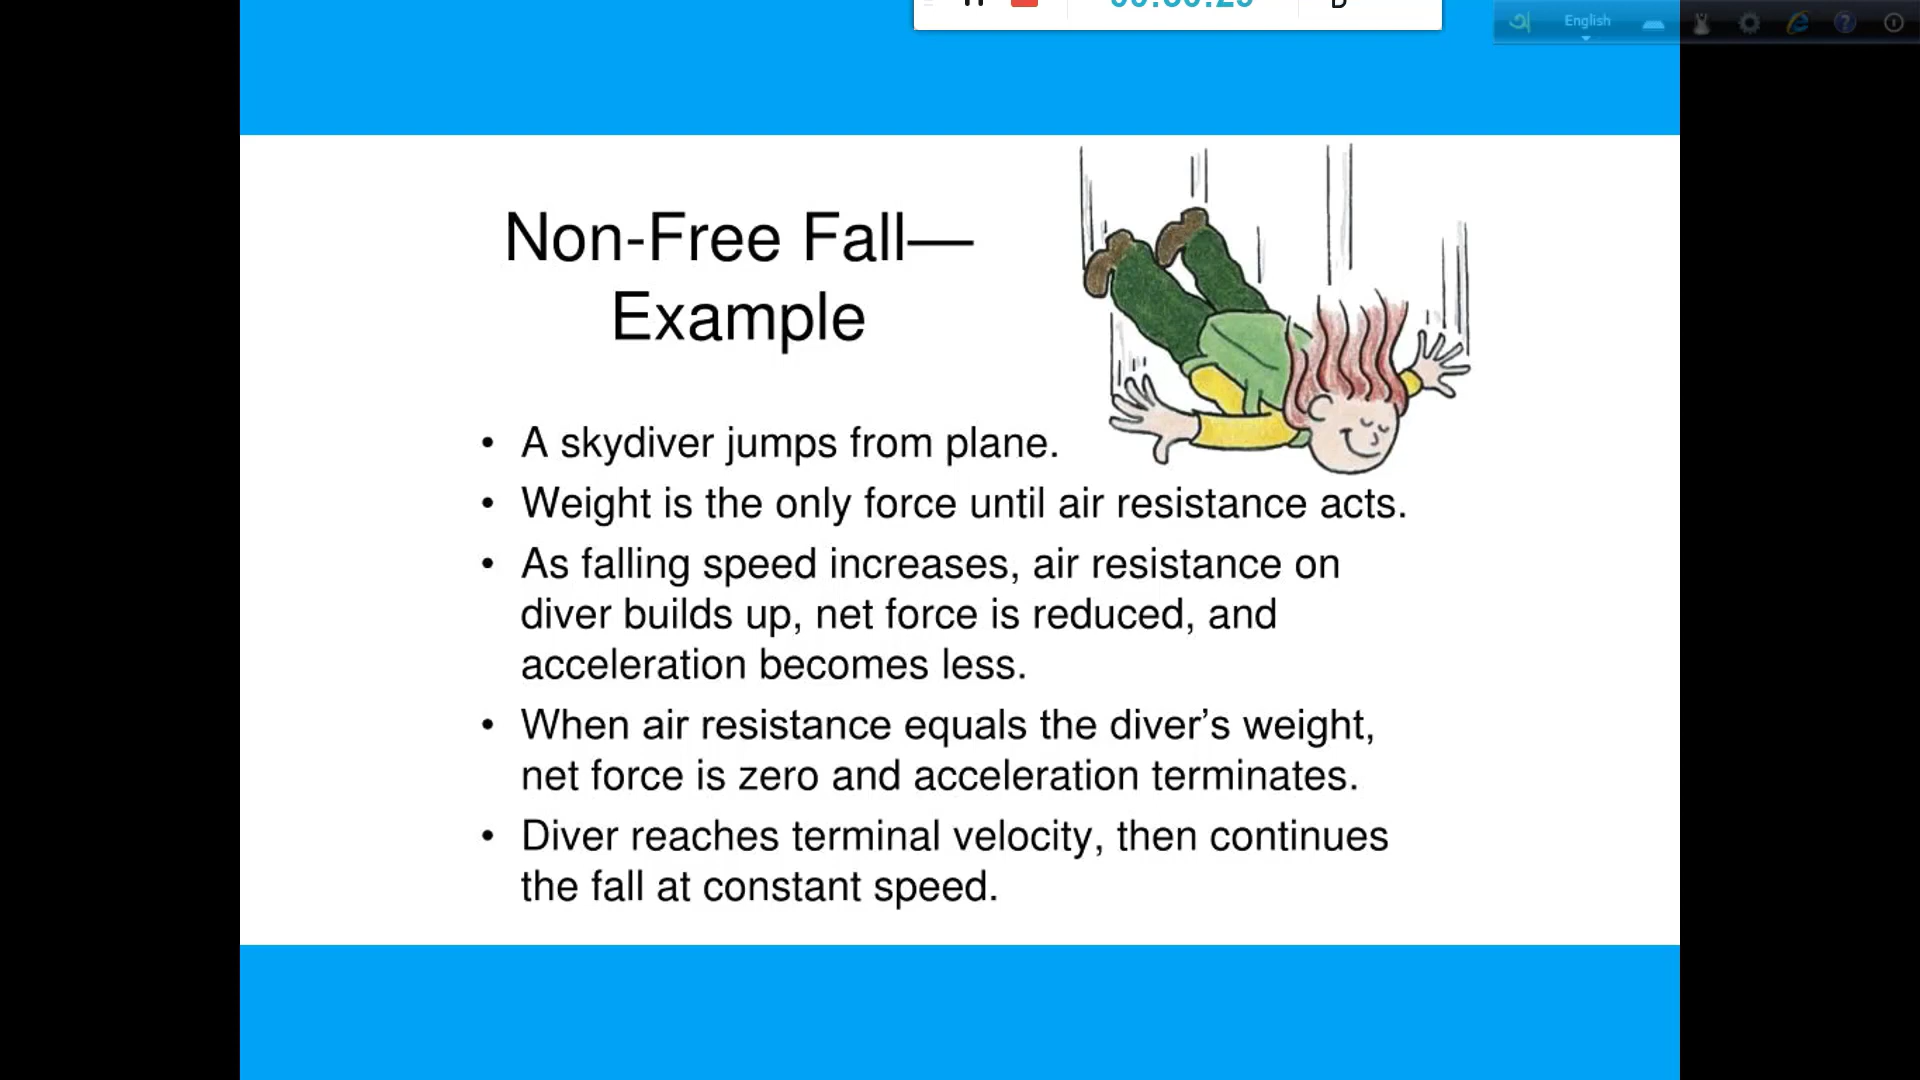 English
Non-Free Fall—
Example
• A skydiver jumps from plane.
• Weight is the only force until air resistance acts.
• As falling speed increases, air resistance on
diver builds up, net force is reduced, and
acceleration becomes less.
• When air resistance equals the diver’s weight,
net force is zero and acceleration terminates.
• Diver reaches terminal velocity, then continues
the fall at constant speed.